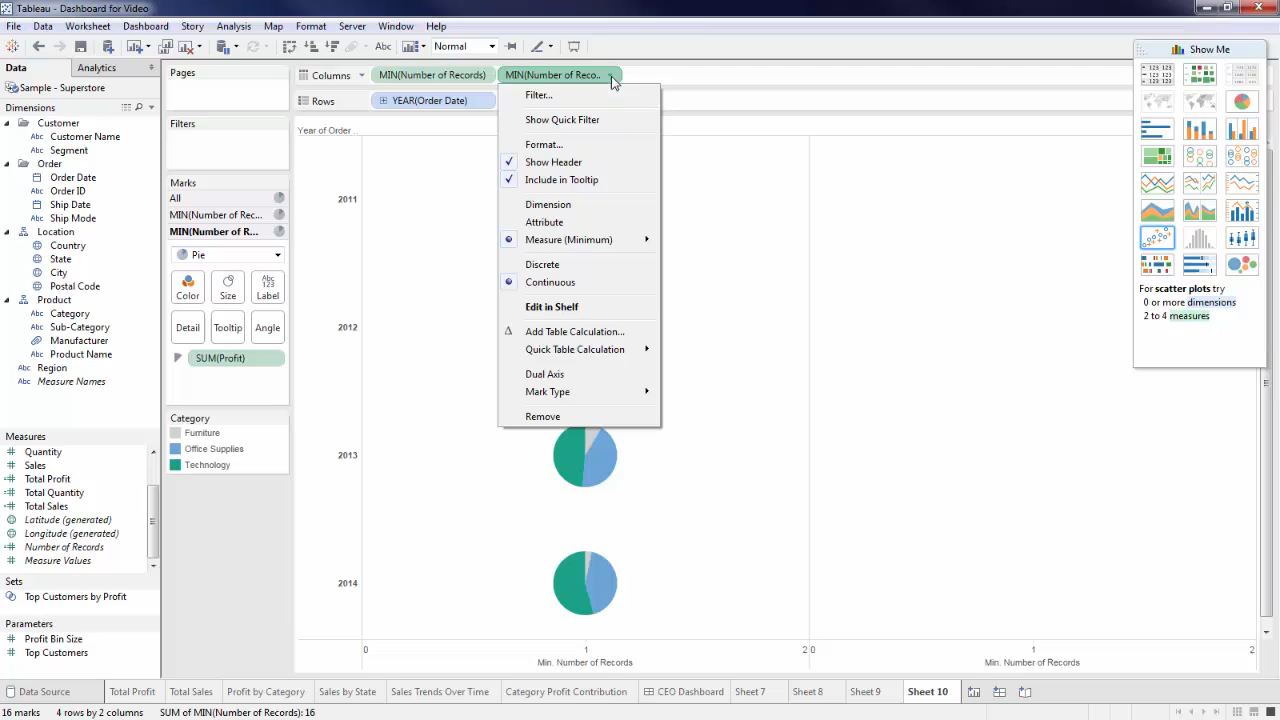 Tableau - Dashboard for Video
File Data Worksheet Dashboard Story Analysis Map Format Server Window Help
Abc Normal
Show Me
Data Analytics
Sample - Superstore
Dimensions
Customer
Abc Customer Name
Abc Segment
Order
Order Date
Abc Order ID
Ship Date
Abc Ship Mode
Location
Country
State
City
Postal Code
Product
Abc Category
Abc Sub-Category
Manufacturer
Abc Product Name
Abc Region
Abc Measure Names
Measures
# Quantity
# Sales
Total Profit
Total Quantity
Total Sales
Latitude (generated)
Longitude (generated)
Number of Records
# Measure Values
Sets
Top Customers by Profit
Parameters
# Profit Bin Size
# Top Customers
Pages
Filters
Marks
All
MIN(Number of Rec...
MIN(Number of R...
Pie
Color Size Label
Abc
123
Detail Tooltip Angle
SUM(Profit)
Category
Furniture
Office Supplies
Technology
Columns MIN(Number of Records) MIN(Number of Reco..
Rows YEAR(Order Date)
Year of Order ..
2011
2012
2013
2014
0 1 2 0 1 2
Min. Number of Records Min. Number of Records
Filter...
Show Quick Filter
Format...
Show Header
Include in Tooltip
Dimension
Attribute
Measure (Minimum)
Discrete
Continuous
Edit in Shelf
Add Table Calculation...
Quick Table Calculation
Dual Axis
Mark Type
Remove
For scatter plots try
0 or more dimensions
2 to 4 measures
Data Source Total Profit Total Sales Profit by Category Sales by State Sales Trends Over Time Category Profit Contribution CEO Dashboard Sheet 7 Sheet 8 Sheet 9 Sheet 10
16 marks 4 rows by 2 columns SUM of MIN(Number of Records): 16